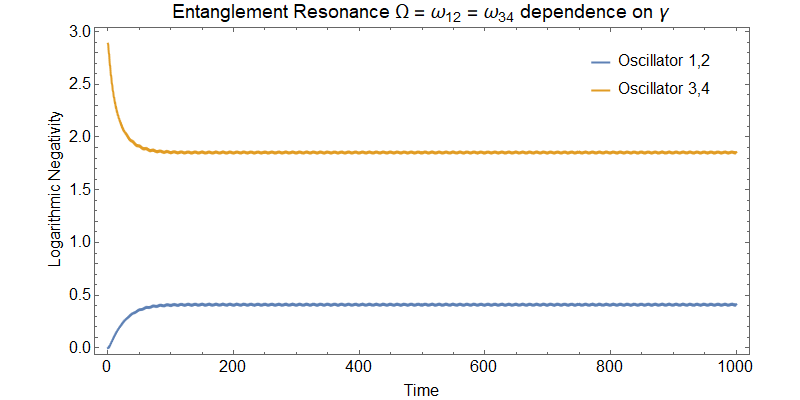 Entanglement Resonance Ω = ω12 = ω34 dependence on γ
Oscillator 1,2
Oscillator 3,4
Logarithmic Negativity
3.0
2.5
2.0
1.5
1.0
0.5
0.0
0 200 400 600 800 1000
Time